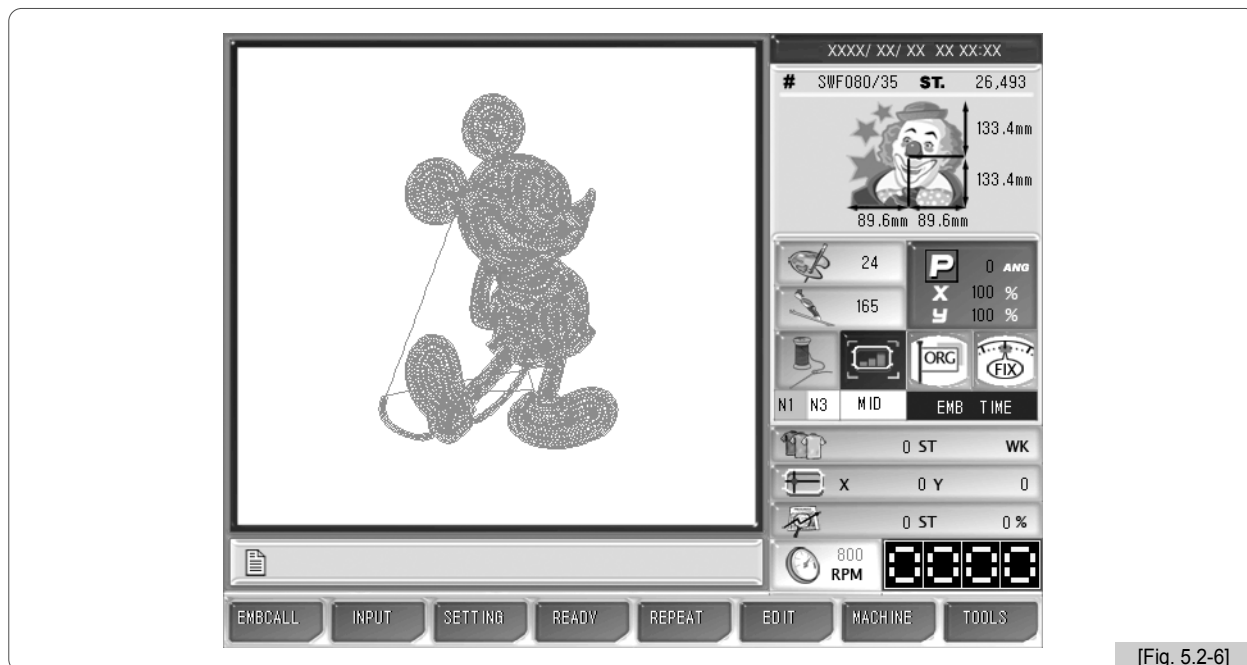 XXXX/ XX/ XX XX XX:XX
# SWF080/35 ST. 26,493
133.4mm
133.4mm
89.6mm 89.6mm
24
P 0 ANG
X 100 %
165
y 100 %
ORG
FIX
N1 N3 MID EMB TIME
0 ST WK
X 0 Y 0
0 ST 0 %
800
RPM
0000
EMBCALL INPUT SETTING READY REPEAT EDIT MACHINE TOOLS
[Fig. 5.2-6]